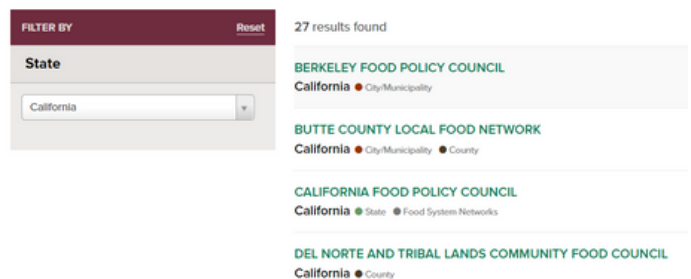 FILTER BY Reset
State
California
27 results found
BERKELEY FOOD POLICY COUNCIL
California City/Municipality
BUTTE COUNTY LOCAL FOOD NETWORK
California City/Municipality County
CALIFORNIA FOOD POLICY COUNCIL
California State Food System Networks
DEL NORTE AND TRIBAL LANDS COMMUNITY FOOD COUNCIL
California County